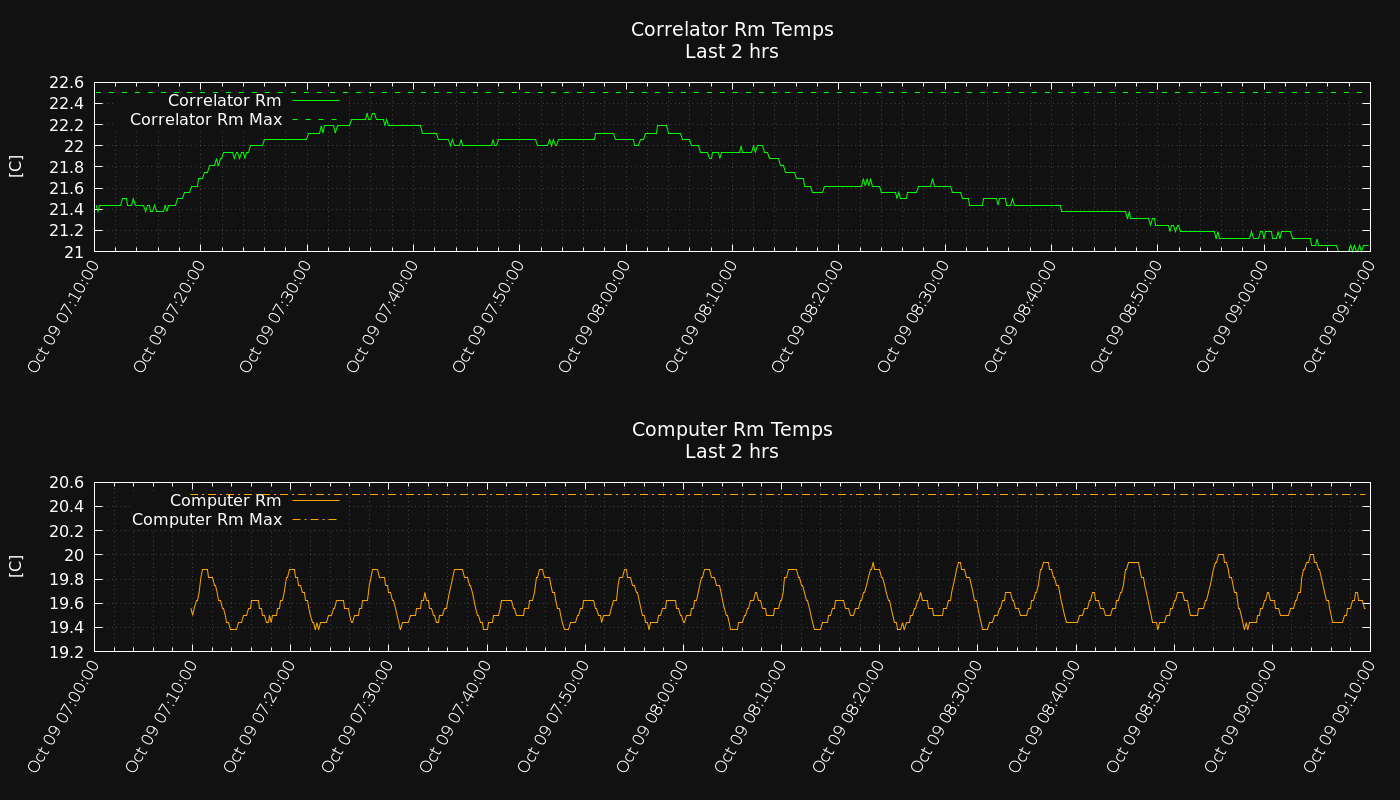 Correlator Rm Temps
Last 2 hrs
22.6
22.4
22.2
22
21.8
21.6
21.4
21.2
21
[C]
Correlator Rm
Correlator Rm Max
Oct 09 07:10:00
Oct 09 07:20:00
Oct 09 07:30:00
Oct 09 07:40:00
Oct 09 07:50:00
Oct 09 08:00:00
Oct 09 08:10:00
Oct 09 08:20:00
Oct 09 08:30:00
Oct 09 08:40:00
Oct 09 08:50:00
Oct 09 09:00:00
Oct 09 09:10:00
Computer Rm Temps
Last 2 hrs
20.6
20.4
20.2
20
19.8
19.6
19.4
19.2
[C]
Computer Rm
Computer Rm Max
Oct 09 07:00:00
Oct 09 07:10:00
Oct 09 07:20:00
Oct 09 07:30:00
Oct 09 07:40:00
Oct 09 07:50:00
Oct 09 08:00:00
Oct 09 08:10:00
Oct 09 08:20:00
Oct 09 08:30:00
Oct 09 08:40:00
Oct 09 08:50:00
Oct 09 09:00:00
Oct 09 09:10:00